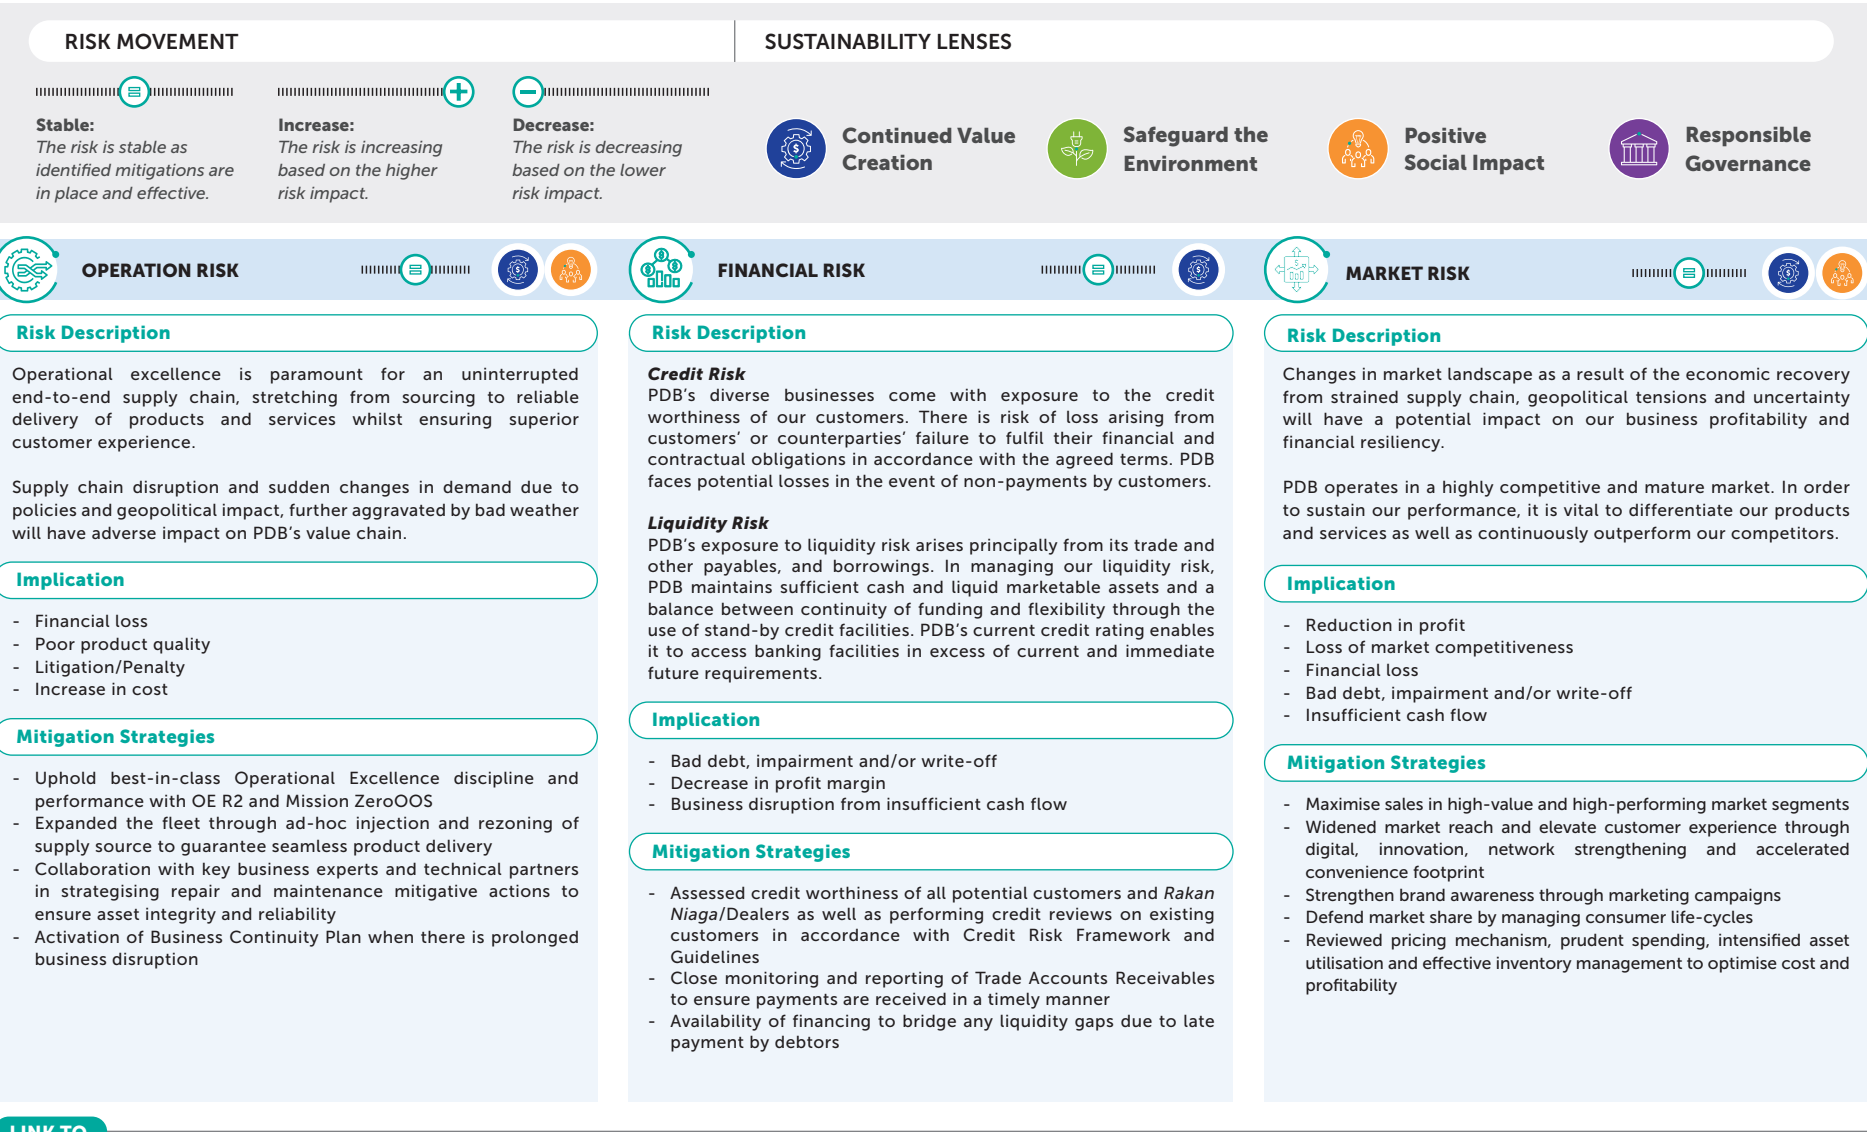 RISK MOVEMENT
SUSTAINABILITY LENSES
Stable:
The risk is stable as
identified mitigations are
in place and effective.
Increase:
The risk is increasing
based on the higher
risk impact.
Decrease:
The risk is decreasing
based on the lower
risk impact.
Continued Value
Creation
Safeguard the
Environment
Positive
Social Impact
Responsible
Governance
OPERATION RISK
Risk Description
Operational excellence is paramount for an uninterrupted
end-to-end supply chain, stretching from sourcing to reliable
delivery of products and services whilst ensuring superior
customer experience.
Supply chain disruption and sudden changes in demand due to
policies and geopolitical impact, further aggravated by bad weather
will have adverse impact on PDB's value chain.
Implication
- Financial loss
- Poor product quality
- Litigation/Penalty
- Increase in cost
Mitigation Strategies
- Uphold best-in-class Operational Excellence discipline and
performance with OE R2 and Mission ZeroOOS
- Expanded the fleet through ad-hoc injection and rezoning of
supply source to guarantee seamless product delivery
- Collaboration with key business experts and technical partners
in strategising repair and maintenance mitigative actions to
ensure asset integrity and reliability
- Activation of Business Continuity Plan when there is prolonged
business disruption
FINANCIAL RISK
Risk Description
Credit Risk
PDB's diverse businesses come with exposure to the credit
worthiness of our customers. There is risk of loss arising from
customers' or counterparties' failure to fulfil their financial and
contractual obligations in accordance with the agreed terms. PDB
faces potential losses in the event of non-payments by customers.
Liquidity Risk
PDB's exposure to liquidity risk arises principally from its trade and
other payables, and borrowings. In managing our liquidity risk,
PDB maintains sufficient cash and liquid marketable assets and a
balance between continuity of funding and flexibility through the
use of stand-by credit facilities. PDB's current credit rating enables
it to access banking facilities in excess of current and immediate
future requirements.
Implication
- Bad debt, impairment and/or write-off
- Decrease in profit margin
- Business disruption from insufficient cash flow
Mitigation Strategies
- Assessed credit worthiness of all potential customers and Rakan
Niaga/Dealers as well as performing credit reviews on existing
customers in accordance with Credit Risk Framework and
Guidelines
- Close monitoring and reporting of Trade Accounts Receivables
to ensure payments are received in a timely manner
- Availability of financing to bridge any liquidity gaps due to late
payment by debtors
MARKET RISK
Risk Description
Changes in market landscape as a result of the economic recovery
from strained supply chain, geopolitical tensions and uncertainty
will have a potential impact on our business profitability and
financial resiliency.
PDB operates in a highly competitive and mature market. In order
to sustain our performance, it is vital to differentiate our products
and services as well as continuously outperform our competitors.
Implication
- Reduction in profit
- Loss of market competitiveness
- Financial loss
- Bad debt, impairment and/or write-off
- Insufficient cash flow
Mitigation Strategies
- Maximise sales in high-value and high-performing market segments
- Widened market reach and elevate customer experience through
digital, innovation, network strengthening and accelerated
convenience footprint
- Strengthen brand awareness through marketing campaigns
- Defend market share by managing consumer life-cycles
- Reviewed pricing mechanism, prudent spending, intensified asset
utilisation and effective inventory management to optimise cost and
profitability
LINK TO